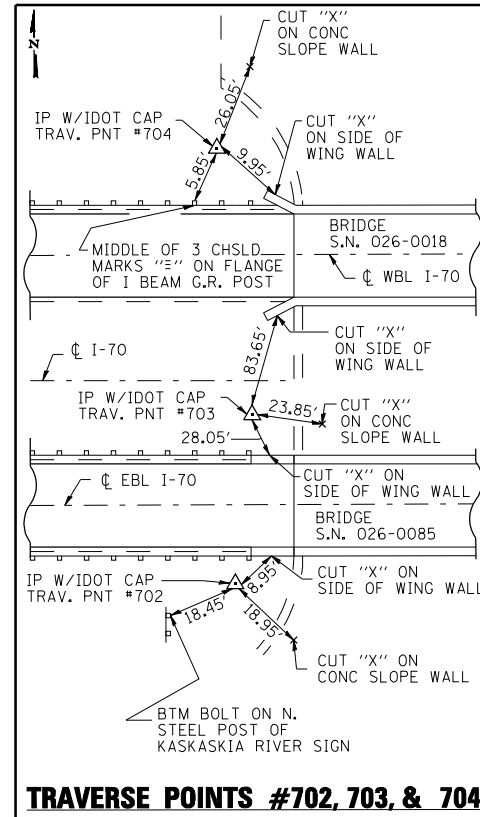 N
CUT "X"
ON CONC
SLOPE WALL
26.05'
IP W/IDOT CAP
TRAV. PNT #704
9.95'
5.85'
CUT "X"
ON SIDE OF
WING WALL
BRIDGE
S.N. 026-0018
MIDDLE OF 3 CHSLD
MARKS "Ξ" ON FLANGE
OF I BEAM G.R. POST
℄ WBL I-70
CUT "X"
ON SIDE OF
WING WALL
83.65'
℄ I-70
IP W/IDOT CAP
TRAV. PNT #703
23.85'
CUT "X"
ON CONC
SLOPE WALL
28.05'
CUT "X" ON
SIDE OF WING WALL
℄ EBL I-70
BRIDGE
S.N. 026-0085
IP W/IDOT CAP
TRAV. PNT #702
8.95'
CUT "X" ON
SIDE OF WING WALL
18.45'
18.95'
CUT "X" ON
CONC SLOPE WALL
BTM BOLT ON N.
STEEL POST OF
KASKASKIA RIVER SIGN
TRAVERSE POINTS #702, 703, & 704